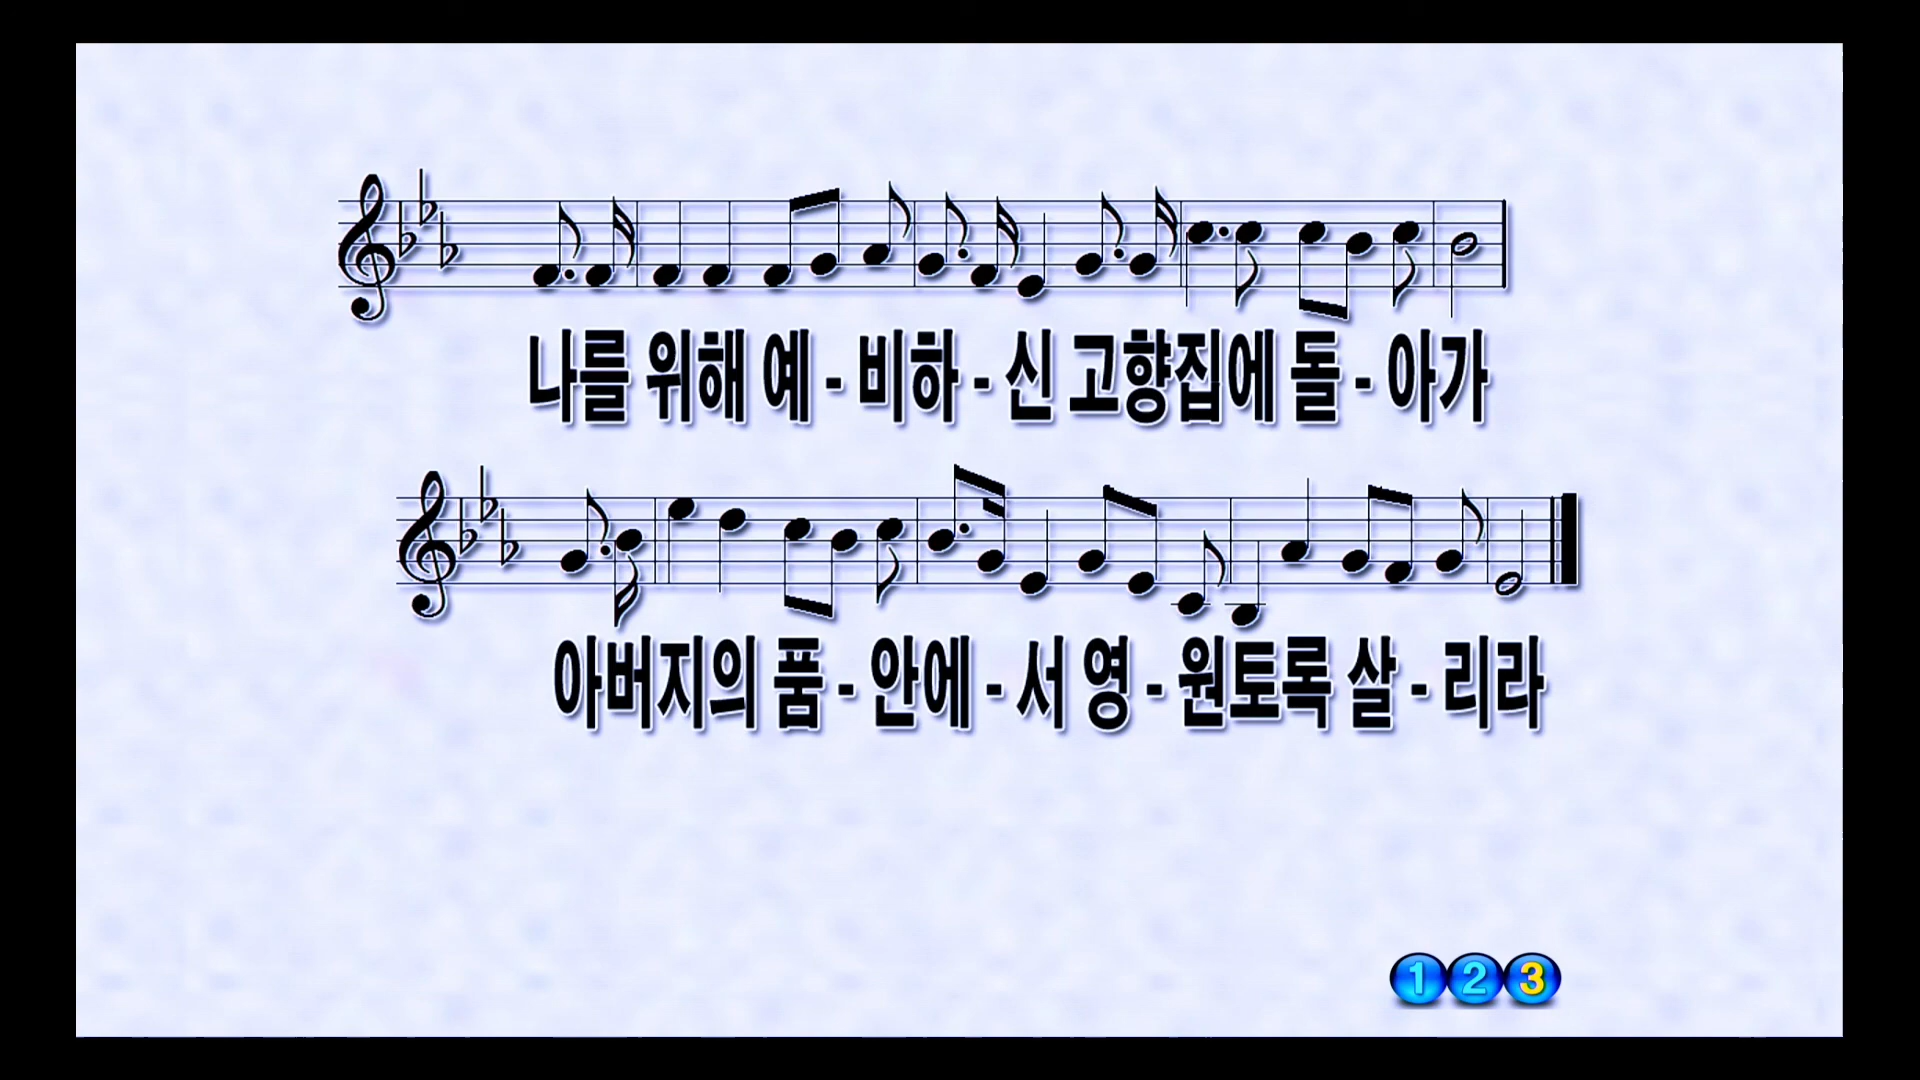 나를 위해 예 - 비하 - 신 고향집에 돌 - 아가
아버지의 품 - 안에 - 서 영 - 원토록 살 - 리라
1 2 3